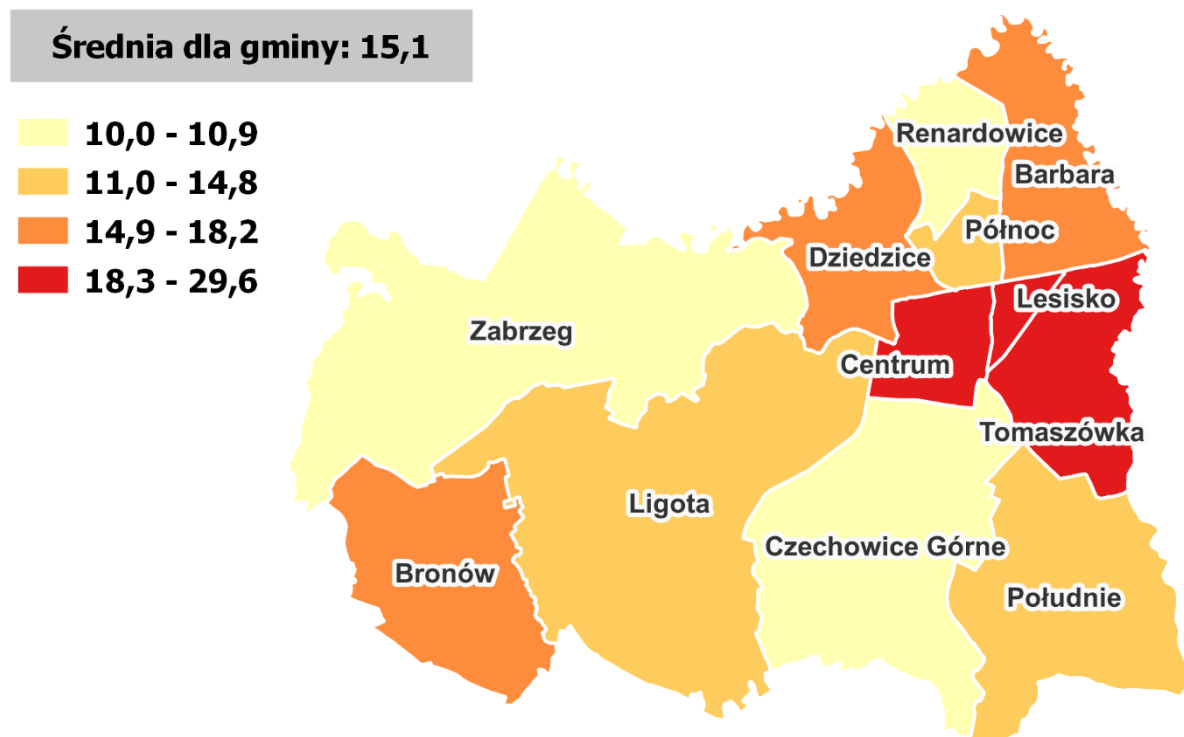 Średnia dla gminy: 15,1
10,0 - 10,9
11,0 - 14,8
14,9 - 18,2
18,3 - 29,6
Renardowice
Barbara
Północ
Dziedzice
Lesisko
Zabrzeg
Centrum
Tomaszówka
Ligota
Czechowice Górne
Bronów
Południe